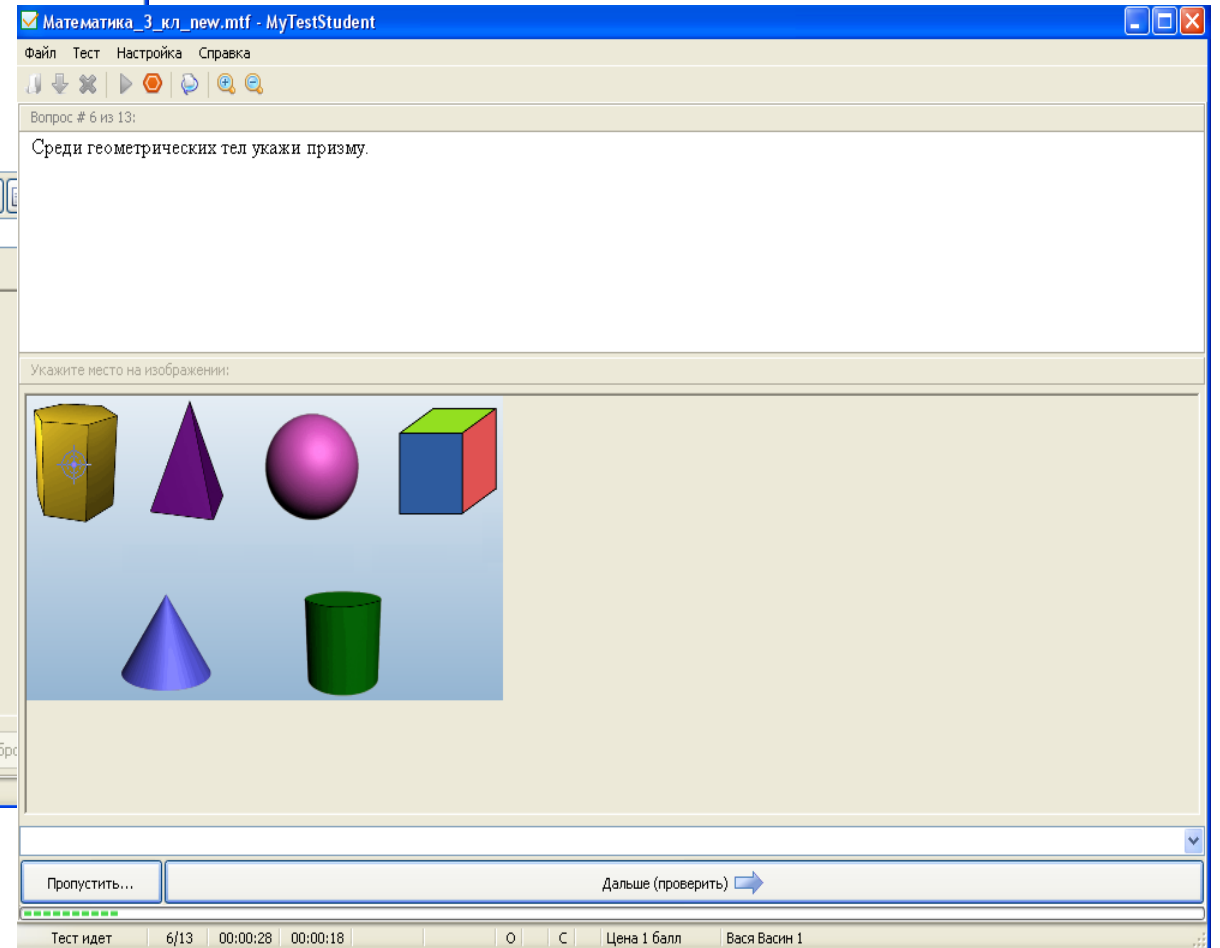 Математика_3_кл_new.mtf - MyTestStudent
Файл Тест Настройка Справка
Вопрос # 6 из 13:
Среди геометрических тел укажи призму.
Укажите место на изображении:
Пропустить...
Дальше (проверить)
Тест идет 6/13 00:00:28 00:00:18 О С Цена 1 балл Вася Васин 1